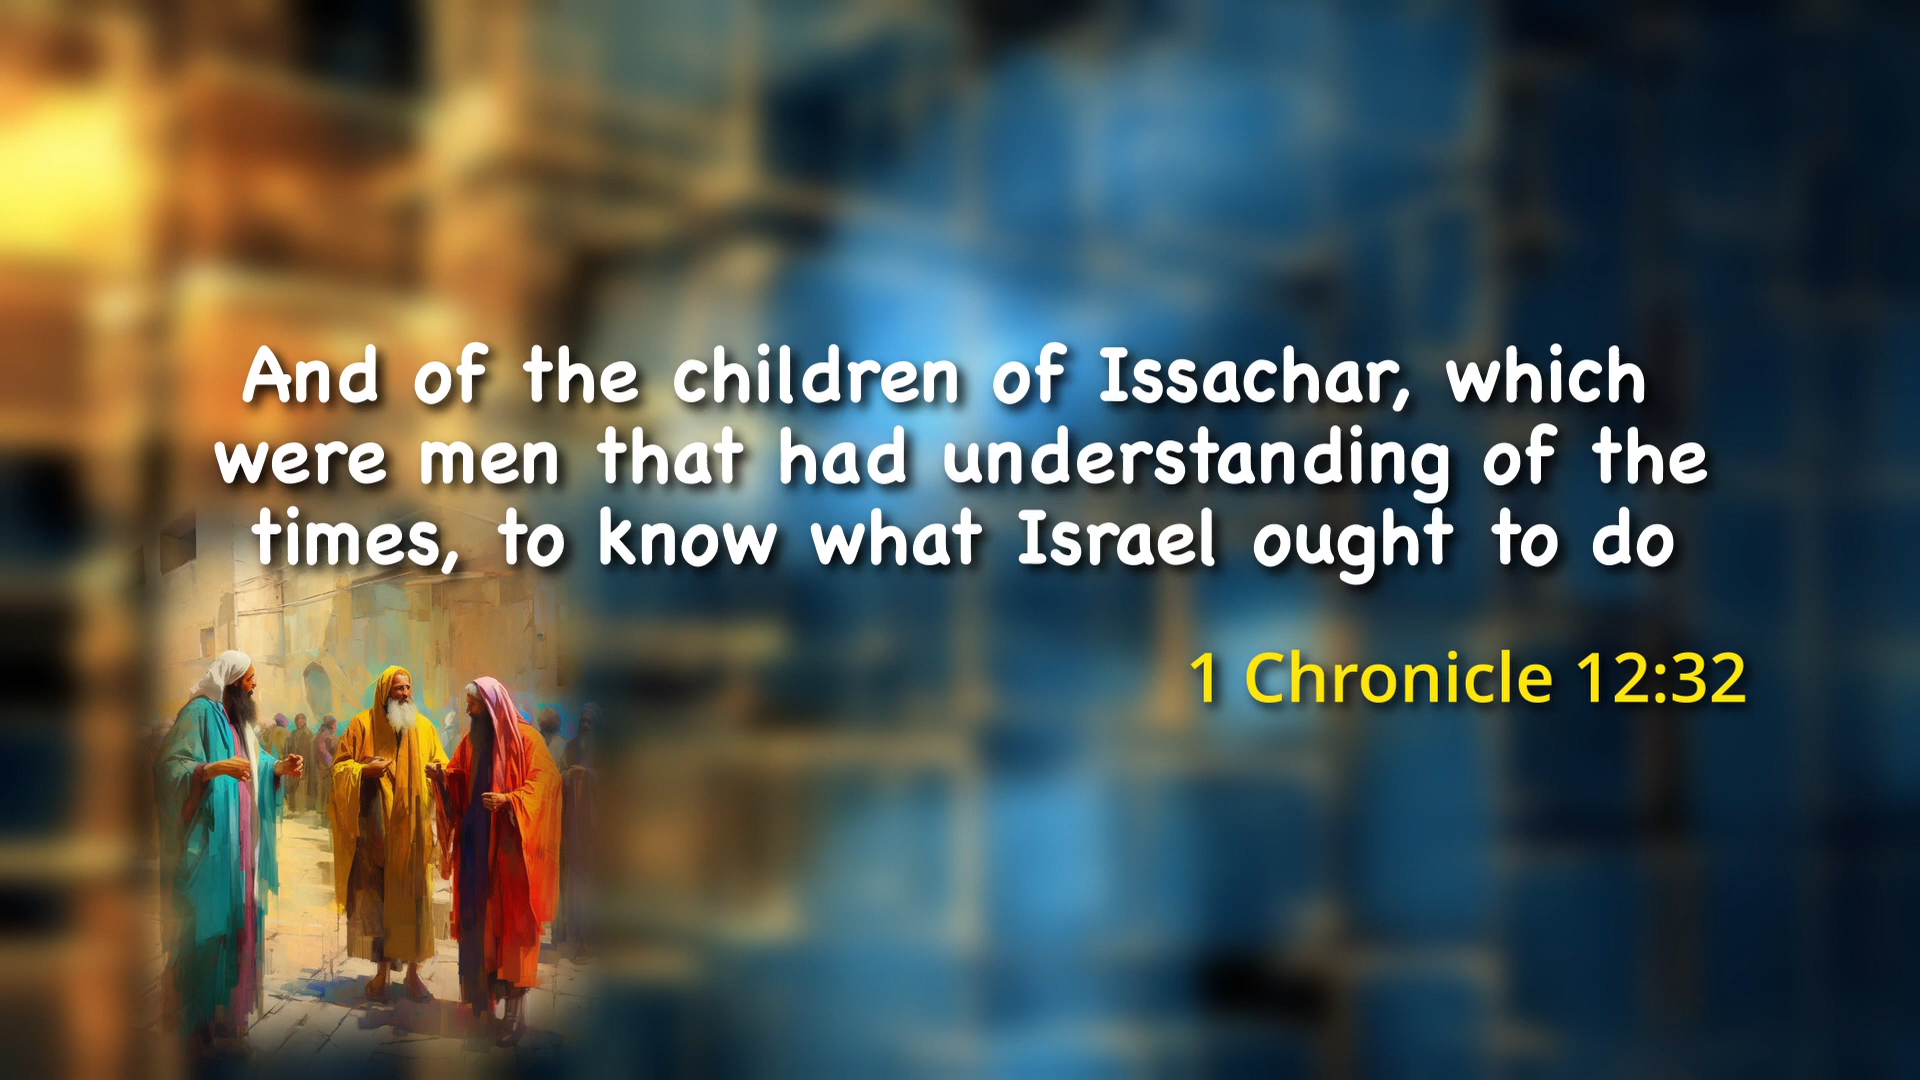 And of the children of Issachar, which
were men that had understanding of the
times, to know what Israel ought to do
1 Chronicle 12:32